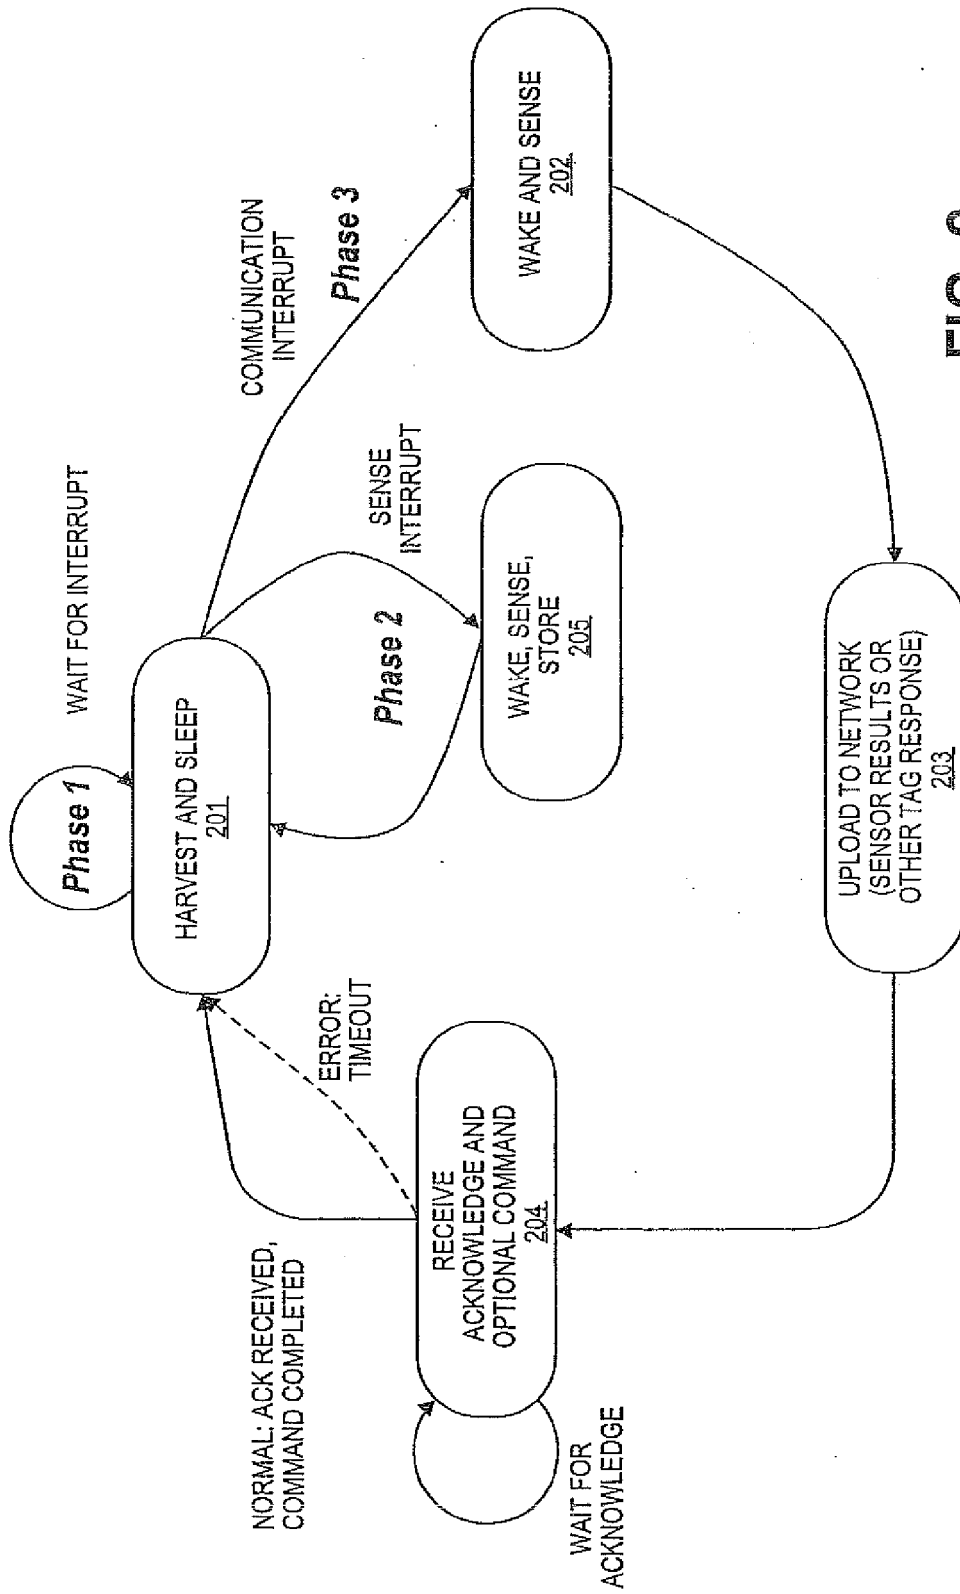 WAIT FOR INTERRUPT
Phase 1
HARVEST AND SLEEP
201
COMMUNICATION
INTERRUPT
Phase 3
SENSE
INTERRUPT
Phase 2
WAKE AND SENSE
202
WAKE, SENSE,
STORE
205
UPLOAD TO NETWORK
(SENSOR RESULTS OR
OTHER TAG RESPONSE)
203
RECEIVE
ACKNOWLEDGE AND
OPTIONAL COMMAND
204
ERROR:
TIMEOUT
NORMAL: ACK RECEIVED,
COMMAND COMPLETED
WAIT FOR
ACKNOWLEDGE